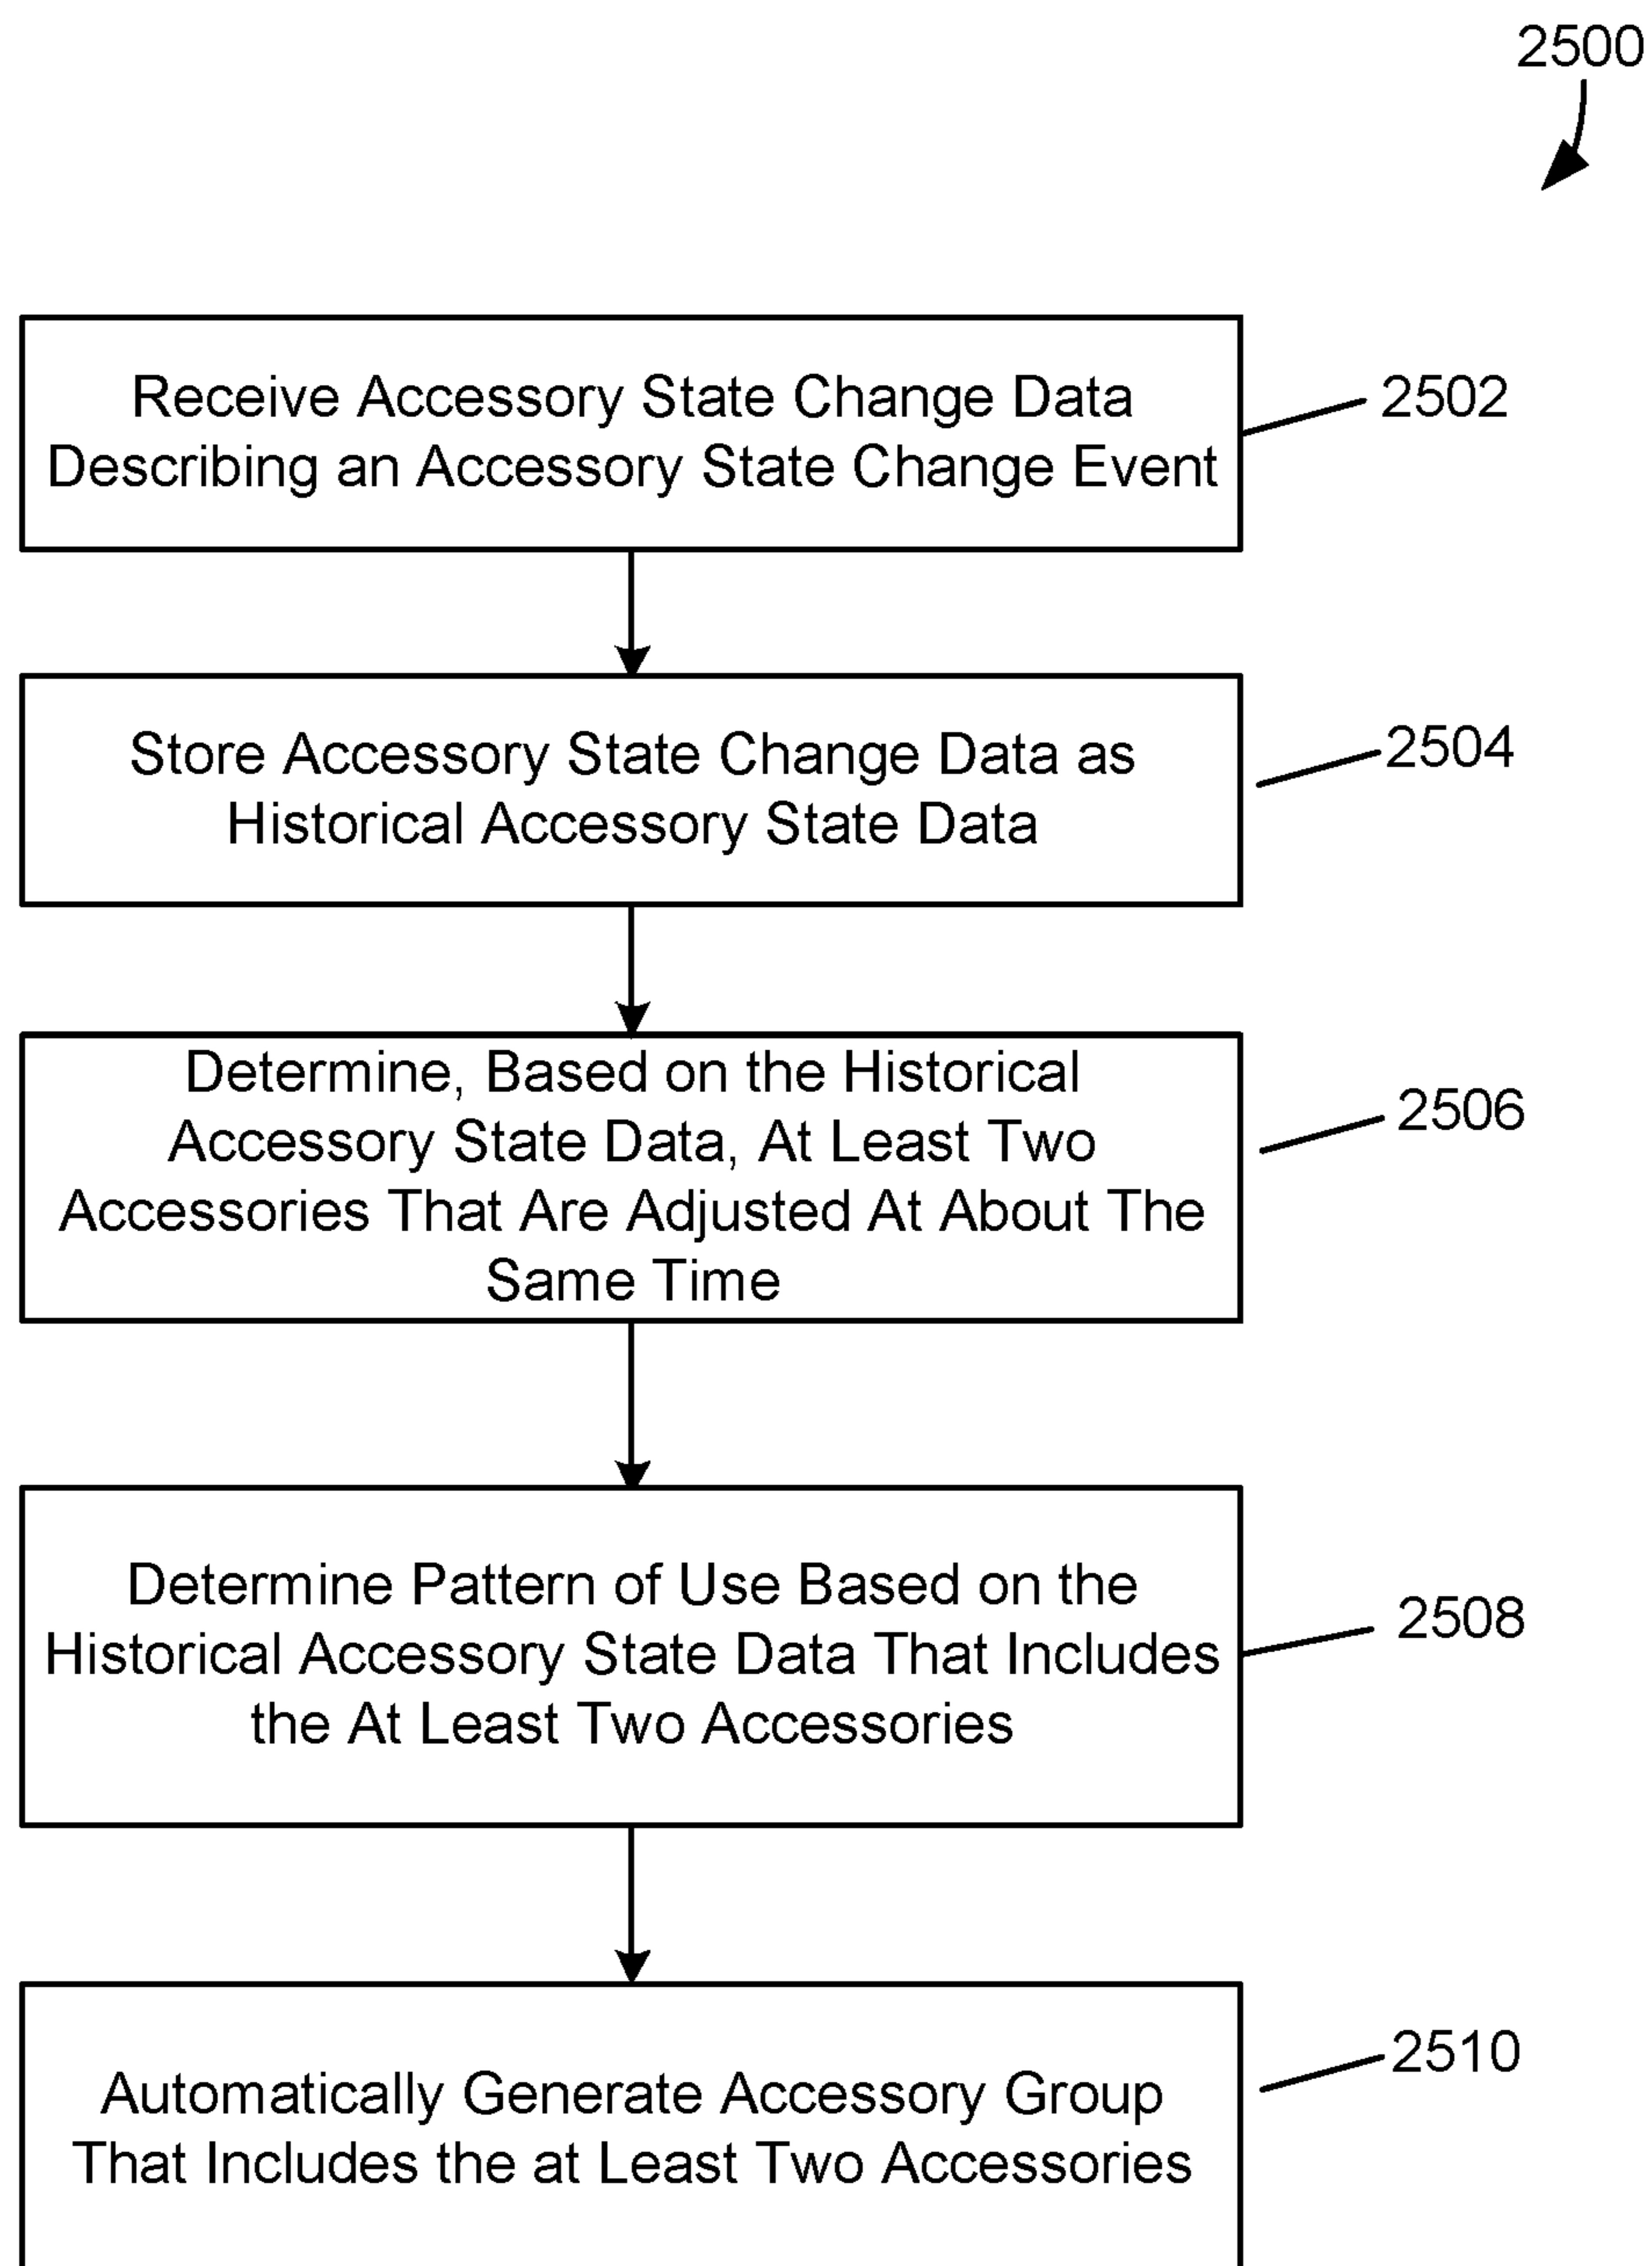 2500
Receive Accessory State Change Data
Describing an Accessory State Change Event
2502
Store Accessory State Change Data as
Historical Accessory State Data
2504
Determine, Based on the Historical
Accessory State Data, At Least Two
Accessories That Are Adjusted At About The
Same Time
2506
Determine Pattern of Use Based on the
Historical Accessory State Data That Includes
the At Least Two Accessories
2508
Automatically Generate Accessory Group
That Includes the at Least Two Accessories
2510